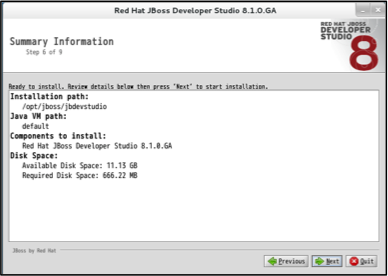 Red Hat JBoss Developer Studio 8.1.0.GA
Summary Information
Step 6 of 9
RED HAT JBOSS
DEVELOPER
STUDIO
8
Ready to install. Review details below then press 'Next' to start installation.
Installation path:
/opt/jboss/jbdevstudio
Java VM path:
default
Components to install:
Red Hat JBoss Developer Studio 8.1.0.GA
Disk Space:
Available Disk Space: 11.13 GB
Required Disk Space: 666.22 MB
JBoss by Red Hat
Previous Next Quit